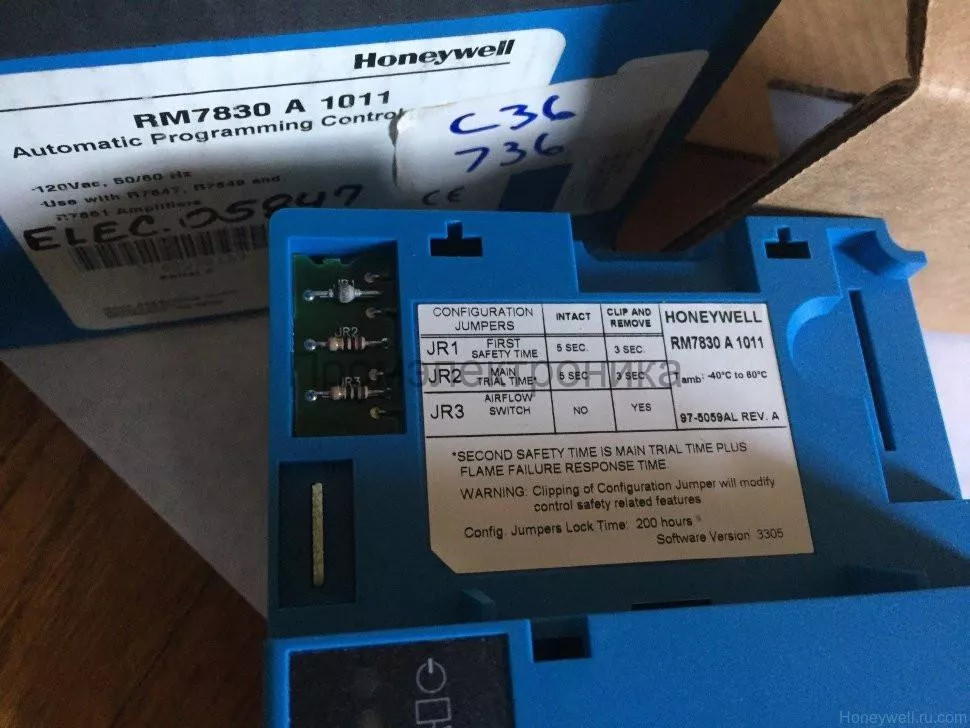 Honeywell
RM7830 A 1011
Automatic Programming Control
C36
736
120Vac, 50/60 Hz
Use with R7847, R7849 and
R7861 Amplifiers
CE
ELEC.
JR2
JR3
CONFIGURATION JUMPERS INTACT CLIP AND REMOVE
JR1 FIRST SAFETY TIME 5 SEC. 3 SEC.
JR2 MAIN TRIAL TIME* 5 SEC. 3 SEC.
JR3 AIRFLOW SWITCH NO YES
HONEYWELL
RM7830 A 1011
amb: -40°C to 60°C
97-5059AL REV. A
*SECOND SAFETY TIME IS MAIN TRIAL TIME PLUS
FLAME FAILURE RESPONSE TIME
WARNING: Clipping of Configuration Jumper will modify
control safety related features
Config. Jumpers Lock Time: 200 hours
Software Version 3305
Промэлектроника
Honeywell.ru.com